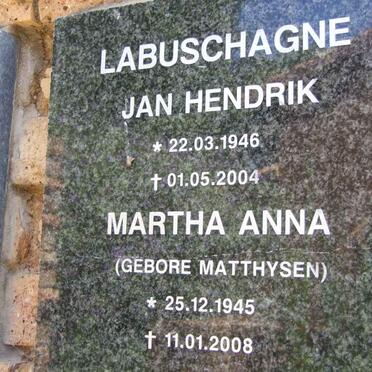 LABUSCHAGNE
JAN HENDRIK
* 22.03.1946
† 01.05.2004
MARTHA ANNA
(GEBORE MATTHYSEN)
* 25.12.1945
† 11.01.2008